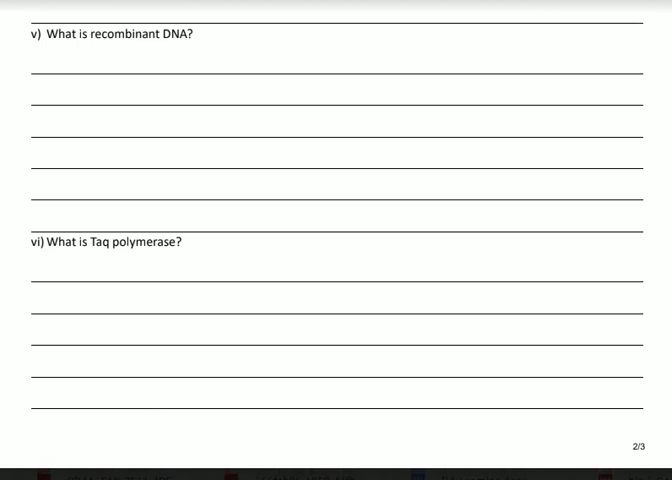 v) What is recombinant DNA?
vi) What is Taq polymerase?
2/3